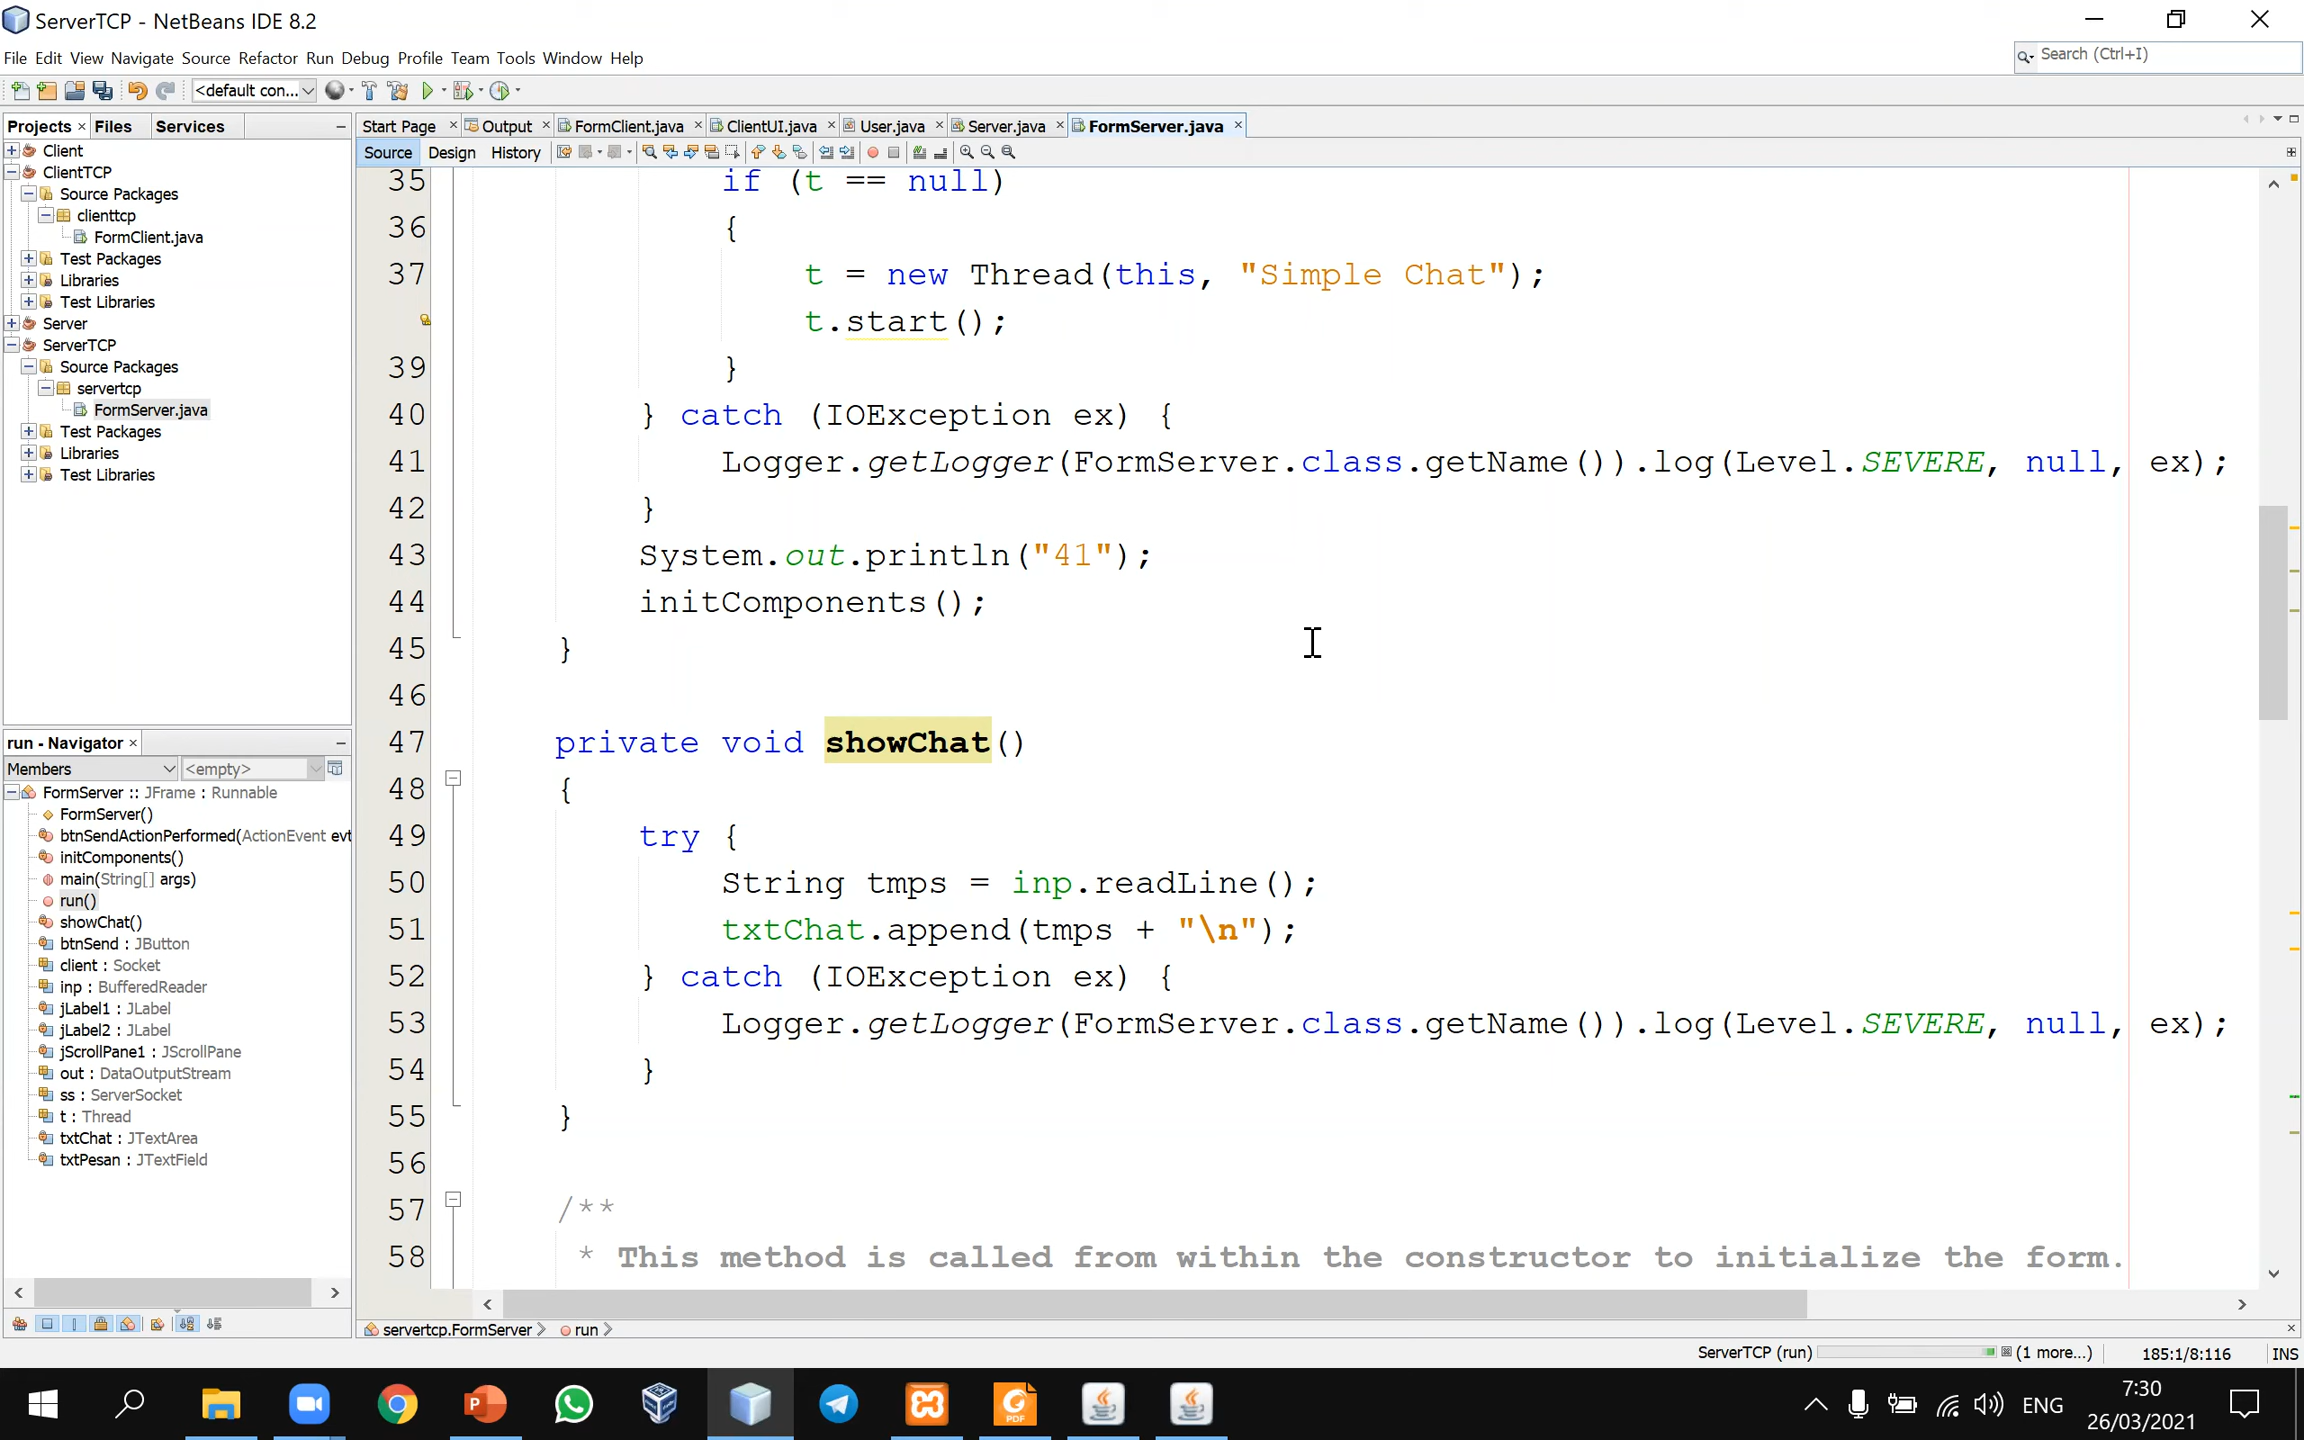 ServerTCP - NetBeans IDE 8.2
File Edit View Navigate Source Refactor Run Debug Profile Team Tools Window Help
Search (Ctrl+I)
<default con...
Projects Files Services
Start Page Output FormClient.java ClientUI.java User.java Server.java FormServer.java
Source Design History
Client
ClientTCP
Source Packages
clienttcp
FormClient.java
Test Packages
Libraries
Test Libraries
Server
ServerTCP
Source Packages
servertcp
FormServer.java
Test Packages
Libraries
Test Libraries
run - Navigator
Members <empty>
FormServer :: JFrame : Runnable
FormServer()
btnSendActionPerformed(ActionEvent evt
initComponents()
main(String[] args)
run()
showChat()
btnSend : JButton
client : Socket
inp : BufferedReader
jLabel1 : JLabel
jLabel2 : JLabel
jScrollPane1 : JScrollPane
out : DataOutputStream
ss : ServerSocket
t : Thread
txtChat : JTextArea
txtPesan : JTextField
35 if (t == null)
36 {
37 t = new Thread(this, "Simple Chat");
t.start();
39 }
40 } catch (IOException ex) {
41 Logger.getLogger(FormServer.class.getName()).log(Level.SEVERE, null, ex);
42 }
43 System.out.println("41");
44 initComponents();
45 }
46
47 private void showChat()
48 {
49 try {
50 String tmps = inp.readLine();
51 txtChat.append(tmps + "\n");
52 } catch (IOException ex) {
53 Logger.getLogger(FormServer.class.getName()).log(Level.SEVERE, null, ex);
54 }
55 }
56
57 /**
58 * This method is called from within the constructor to initialize the form.
servertcp.FormServer run
ServerTCP (run) (1 more...) 185:1/8:116 INS
ENG
7:30
26/03/2021